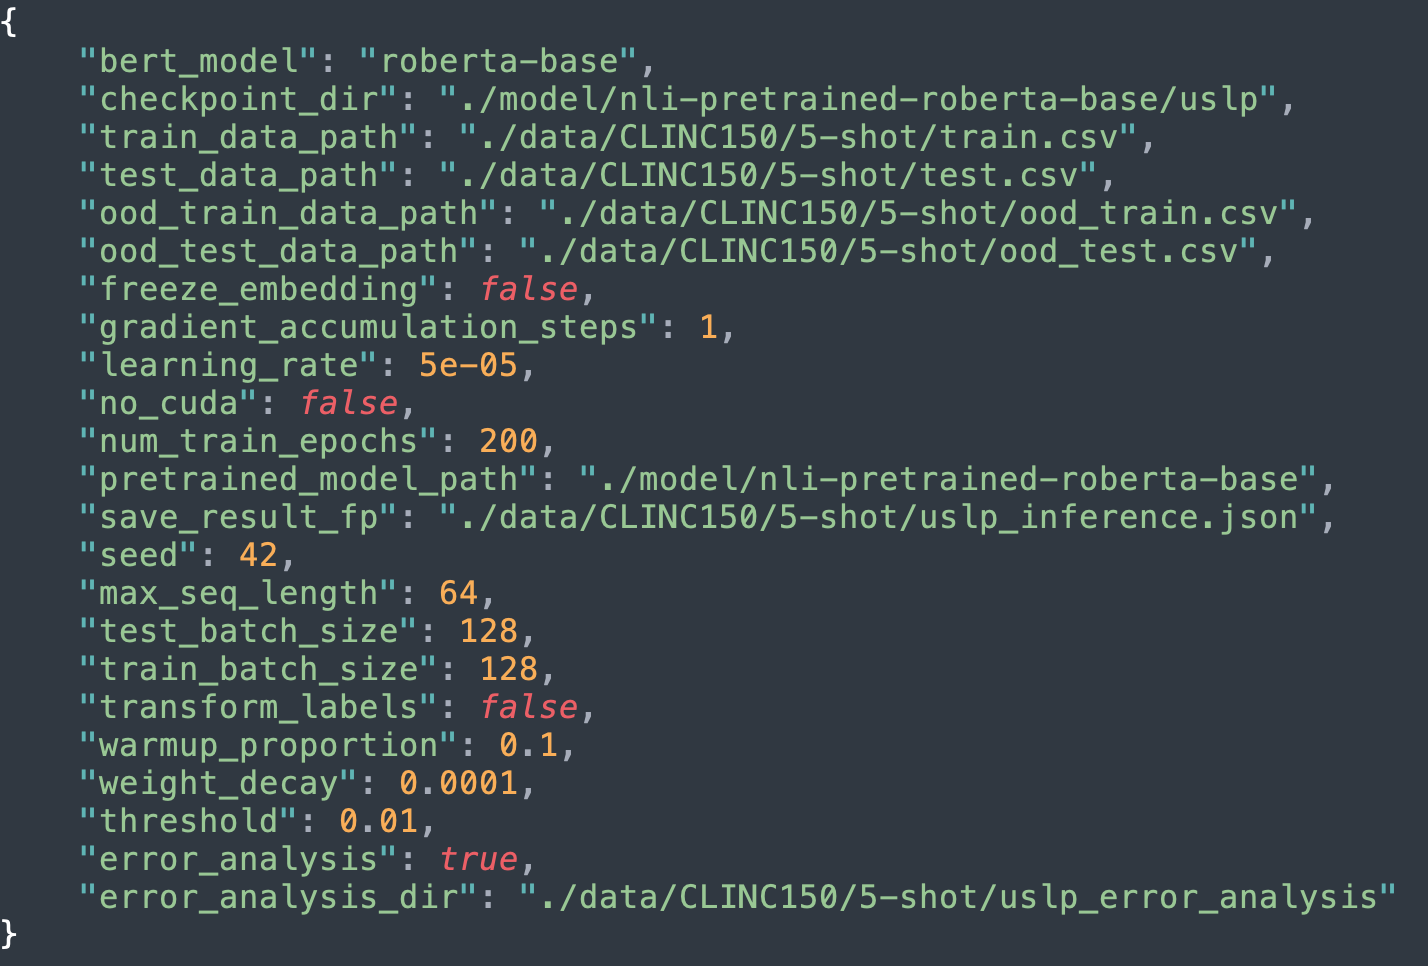 {
    "bert_model": "roberta-base",
    "checkpoint_dir": "./model/nli-pretrained-roberta-base/uslp",
    "train_data_path": "./data/CLINC150/5-shot/train.csv",
    "test_data_path": "./data/CLINC150/5-shot/test.csv",
    "ood_train_data_path": "./data/CLINC150/5-shot/ood_train.csv",
    "ood_test_data_path": "./data/CLINC150/5-shot/ood_test.csv",
    "freeze_embedding": false,
    "gradient_accumulation_steps": 1,
    "learning_rate": 5e-05,
    "no_cuda": false,
    "num_train_epochs": 200,
    "pretrained_model_path": "./model/nli-pretrained-roberta-base",
    "save_result_fp": "./data/CLINC150/5-shot/uslp_inference.json",
    "seed": 42,
    "max_seq_length": 64,
    "test_batch_size": 128,
    "train_batch_size": 128,
    "transform_labels": false,
    "warmup_proportion": 0.1,
    "weight_decay": 0.0001,
    "threshold": 0.01,
    "error_analysis": true,
    "error_analysis_dir": "./data/CLINC150/5-shot/uslp_error_analysis"
}